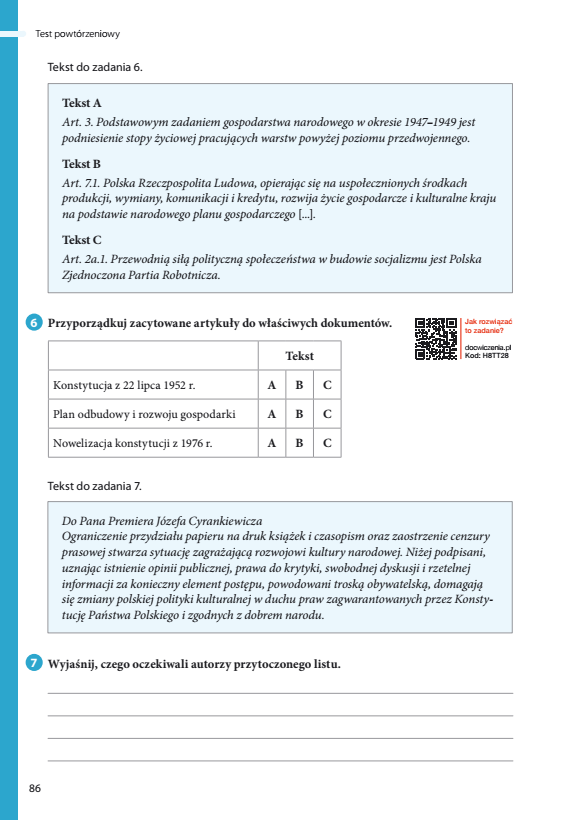 Test powtórzeniowy
Tekst do zadania 6.
Tekst A
Art. 3. Podstawowym zadaniem gospodarstwa narodowego w okresie 1947–1949 jest
podniesienie stopy życiowej pracujących warstw powyżej poziomu przedwojennego.
Tekst B
Art. 7.1. Polska Rzeczpospolita Ludowa, opierając się na uspołecznionych środkach
produkcji, wymiany, komunikacji i kredytu, rozwija życie gospodarcze i kulturalne kraju
na podstawie narodowego planu gospodarczego [...].
Tekst C
Art. 2a.1. Przewodnią siłą polityczną społeczeństwa w budowie socjalizmu jest Polska
Zjednoczona Partia Robotnicza.
6 Przyporządkuj zacytowane artykuły do właściwych dokumentów.
Jak rozwiązać
to zadanie?
docwiczenia.pl
Kod: H8TT28
Tekst
Konstytucja z 22 lipca 1952 r. A B C
Plan odbudowy i rozwoju gospodarki A B C
Nowelizacja konstytucji z 1976 r. A B C
Tekst do zadania 7.
Do Pana Premiera Józefa Cyrankiewicza
Ograniczenie przydziału papieru na druk książek i czasopism oraz zaostrzenie cenzury
prasowej stwarza sytuację zagrażającą rozwojowi kultury narodowej. Niżej podpisani,
uznając istnienie opinii publicznej, prawa do krytyki, swobodnej dyskusji i rzetelnej
informacji za konieczny element postępu, powodowani troską obywatelską, domagają
się zmiany polskiej polityki kulturalnej w duchu praw zagwarantowanych przez Konsty-
tucję Państwa Polskiego i zgodnych z dobrem narodu.
7 Wyjaśnij, czego oczekiwali autorzy przytoczonego listu.
86